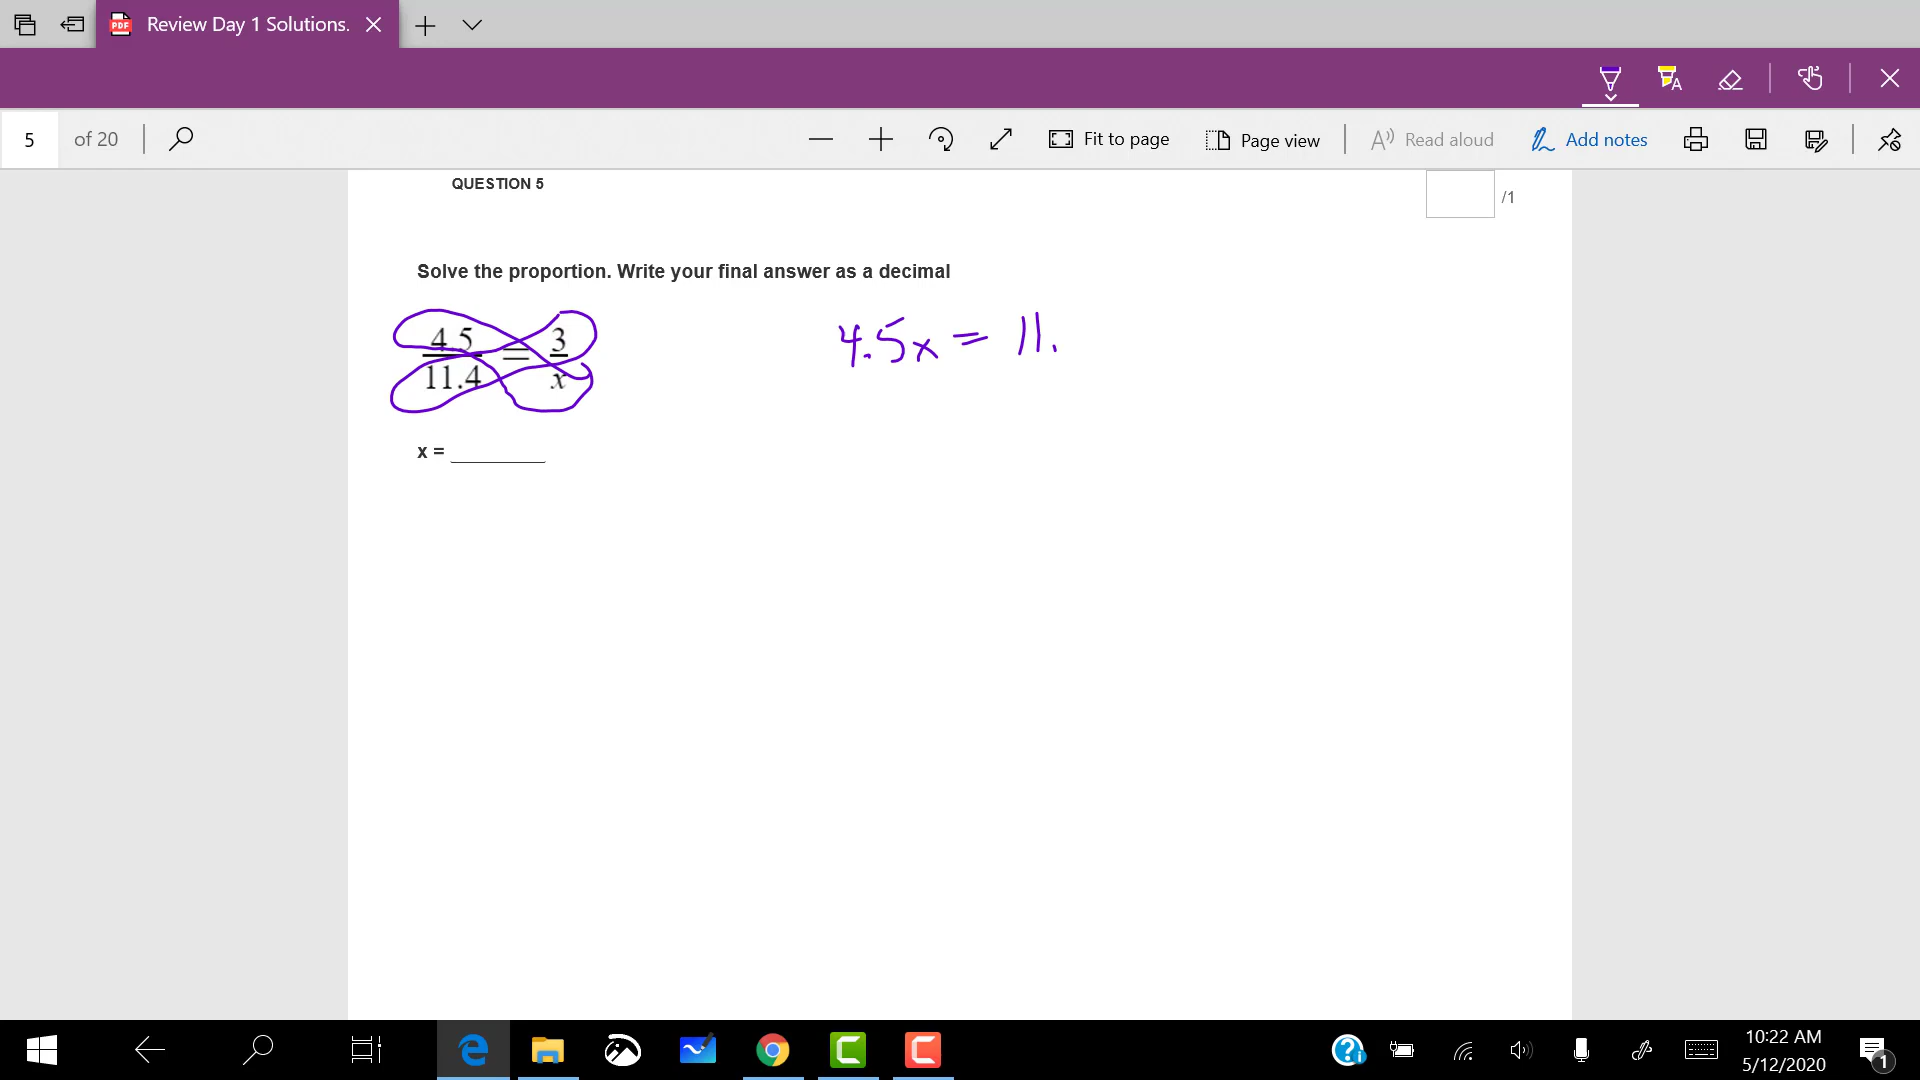 Review Day 1 Solutions.
5 of 20 Fit to page Page view Read aloud Add notes
QUESTION 5
/1
Solve the proportion. Write your final answer as a decimal
4.5/11.4 = 3/x
4.5x = 11.
x = ________
10:22 AM
5/12/2020
1